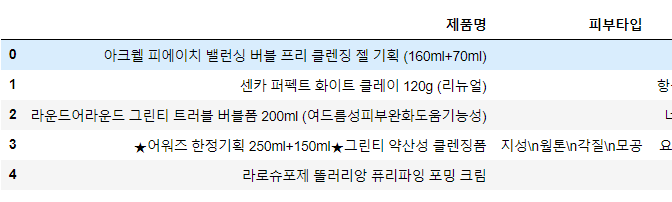 제품명 피부타입
0 아크웰 피에이치 밸런싱 버블 프리 클렌징 젤 기획 (160ml+70ml)
1 센카 퍼펙트 화이트 클레이 120g (리뉴얼)
2 라운드어라운드 그린티 트러블 버블폼 200ml (여드름성피부완화도움기능성)
3 ★어워즈 한정기획 250ml+150ml★그린티 약산성 클렌징폼 지성\n웜톤\n각질\n모공
4 라로슈포제 똘러리앙 퓨리파잉 포밍 크림